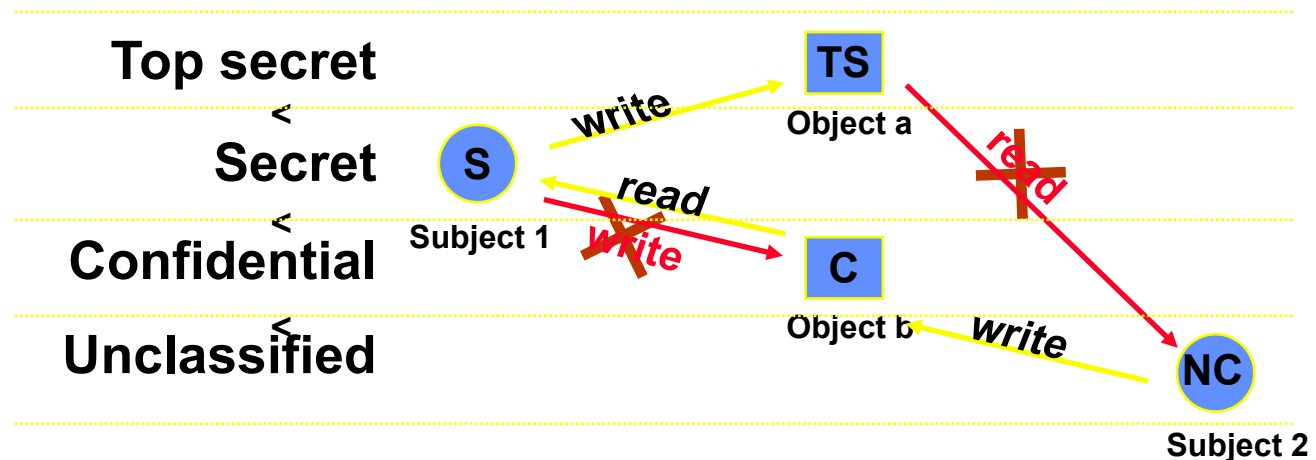 Top secret
TS
write
Object a
<
read
Secret
S
read
<
Subject 1
write
Confidential
C
<
Object b
write
Unclassified
NC
Subject 2